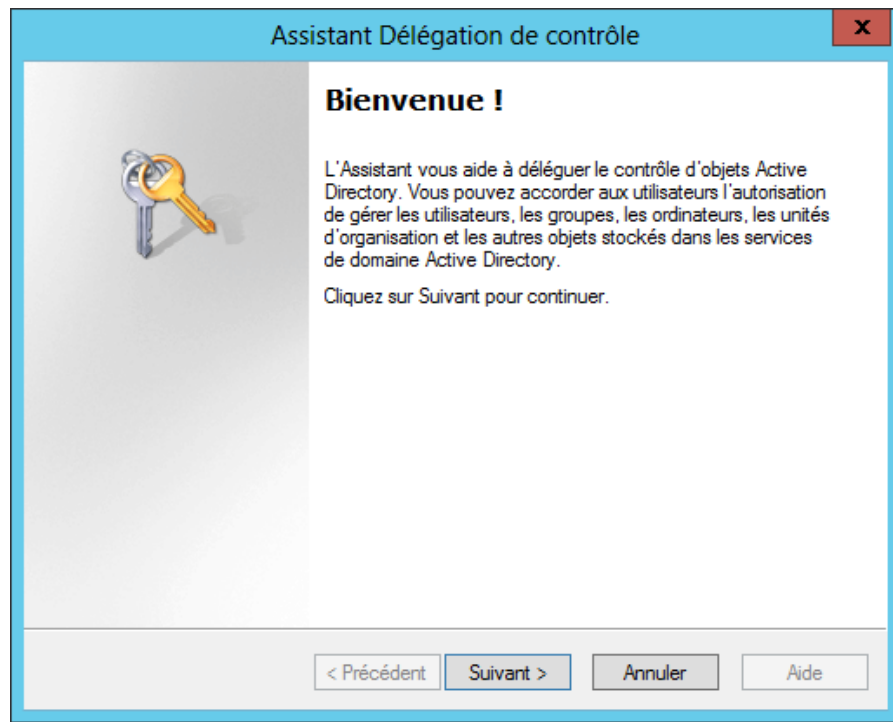 Assistant Délégation de contrôle
x
Bienvenue !
L'Assistant vous aide à déléguer le contrôle d'objets Active
Directory. Vous pouvez accorder aux utilisateurs l'autorisation
de gérer les utilisateurs, les groupes, les ordinateurs, les unités
d'organisation et les autres objets stockés dans les services
de domaine Active Directory.
Cliquez sur Suivant pour continuer.
< Précédent Suivant > Annuler Aide